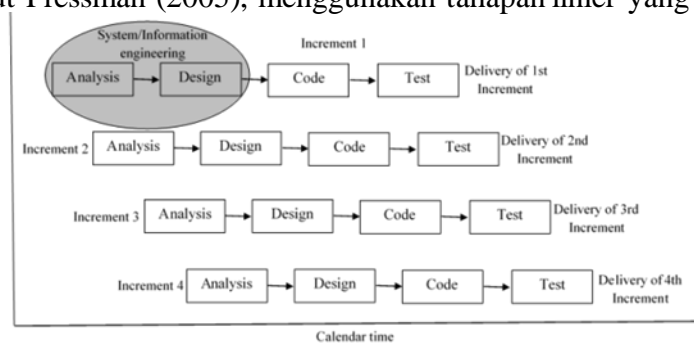 ut Pressman (2005), menggunakan tahapan linier yang
System/Information
engineering
Increment 1
Analysis
Design
Code
Test
Delivery of 1st
Increment
Increment 2
Analysis
Design
Code
Test
Delivery of 2nd
Increment
Increment 3
Analysis
Design
Code
Test
Delivery of 3rd
Increment
Increment 4
Analysis
Design
Code
Test
Delivery of 4th
Increment
Calendar time